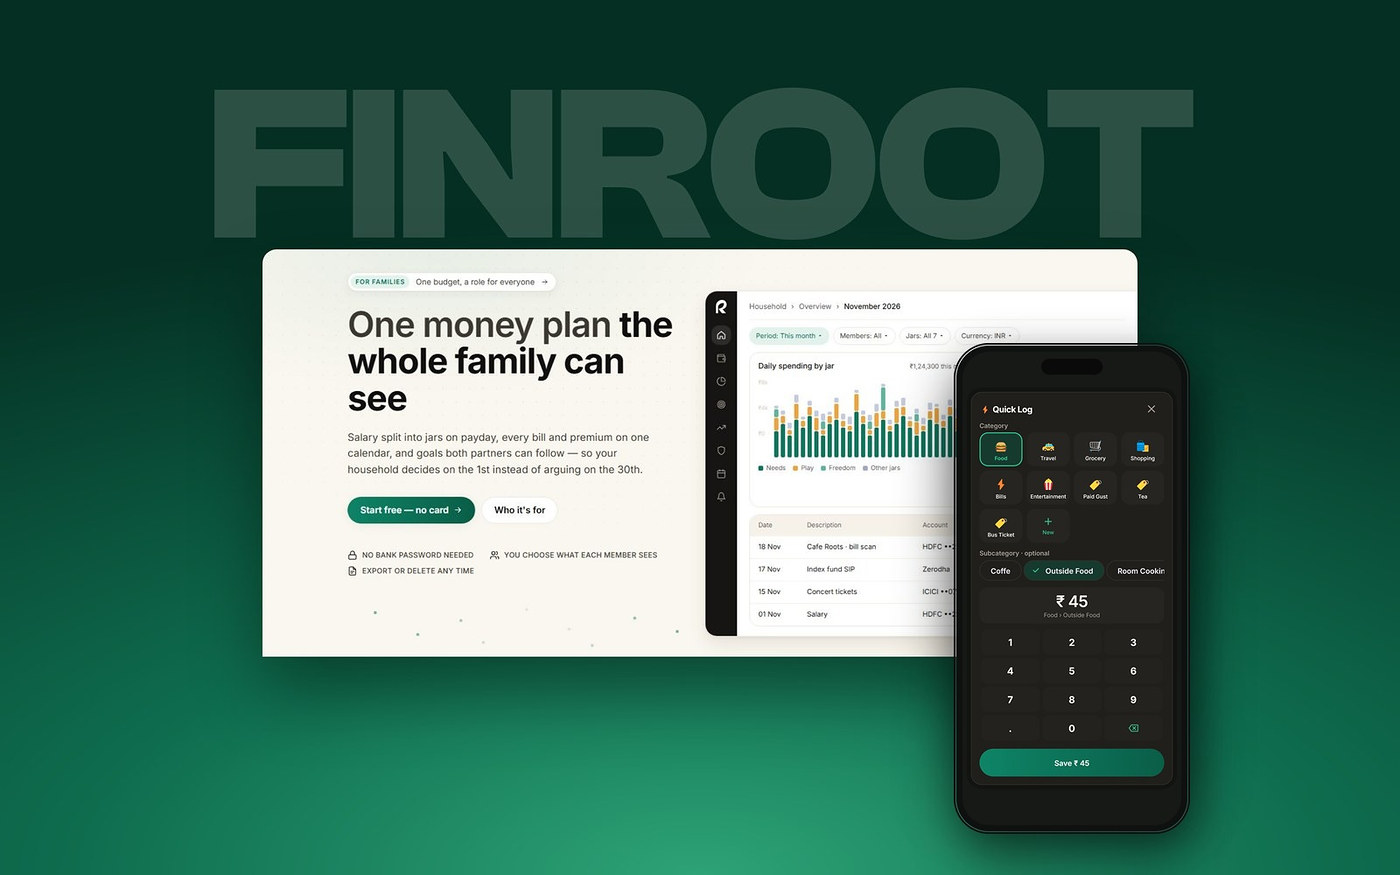 FINROOT
FOR FAMILIES One budget, a role for everyone →
One money plan the
whole family can
see
Salary split into jars on payday, every bill and premium on one
calendar, and goals both partners can follow — so your
household decides on the 1st instead of arguing on the 30th.
Start free — no card →
Who it's for
NO BANK PASSWORD NEEDED
YOU CHOOSE WHAT EACH MEMBER SEES
EXPORT OR DELETE ANY TIME
Household › Overview › November 2026
Period: This month
Members: All
Jars: All 7
Currency: INR
Daily spending by jar
₹1,24,300 this
₹0
Needs
Play
Freedom
Other jars
Date Description Account
18 Nov Cafe Roots · bill scan HDFC ••2
17 Nov Index fund SIP Zerodha
15 Nov Concert tickets ICICI ••0
01 Nov Salary HDFC ••2
Quick Log
Category
Food
Travel
Grocery
Shopping
Bills
Entertainment
Paid Gust
Tea
Bus Ticket
+
New
Subcategory · optional
Coffe
✓ Outside Food
Room Cookin
₹ 45
Food › Outside Food
1 2 3
4 5 6
7 8 9
. 0
Save ₹ 45